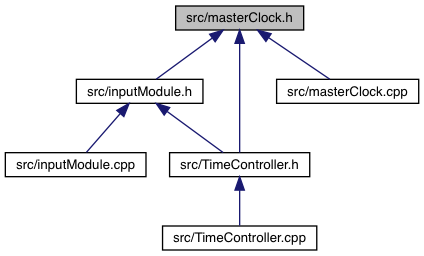 src/masterClock.h
src/inputModule.h
src/masterClock.cpp
src/inputModule.cpp
src/TimeController.h
src/TimeController.cpp